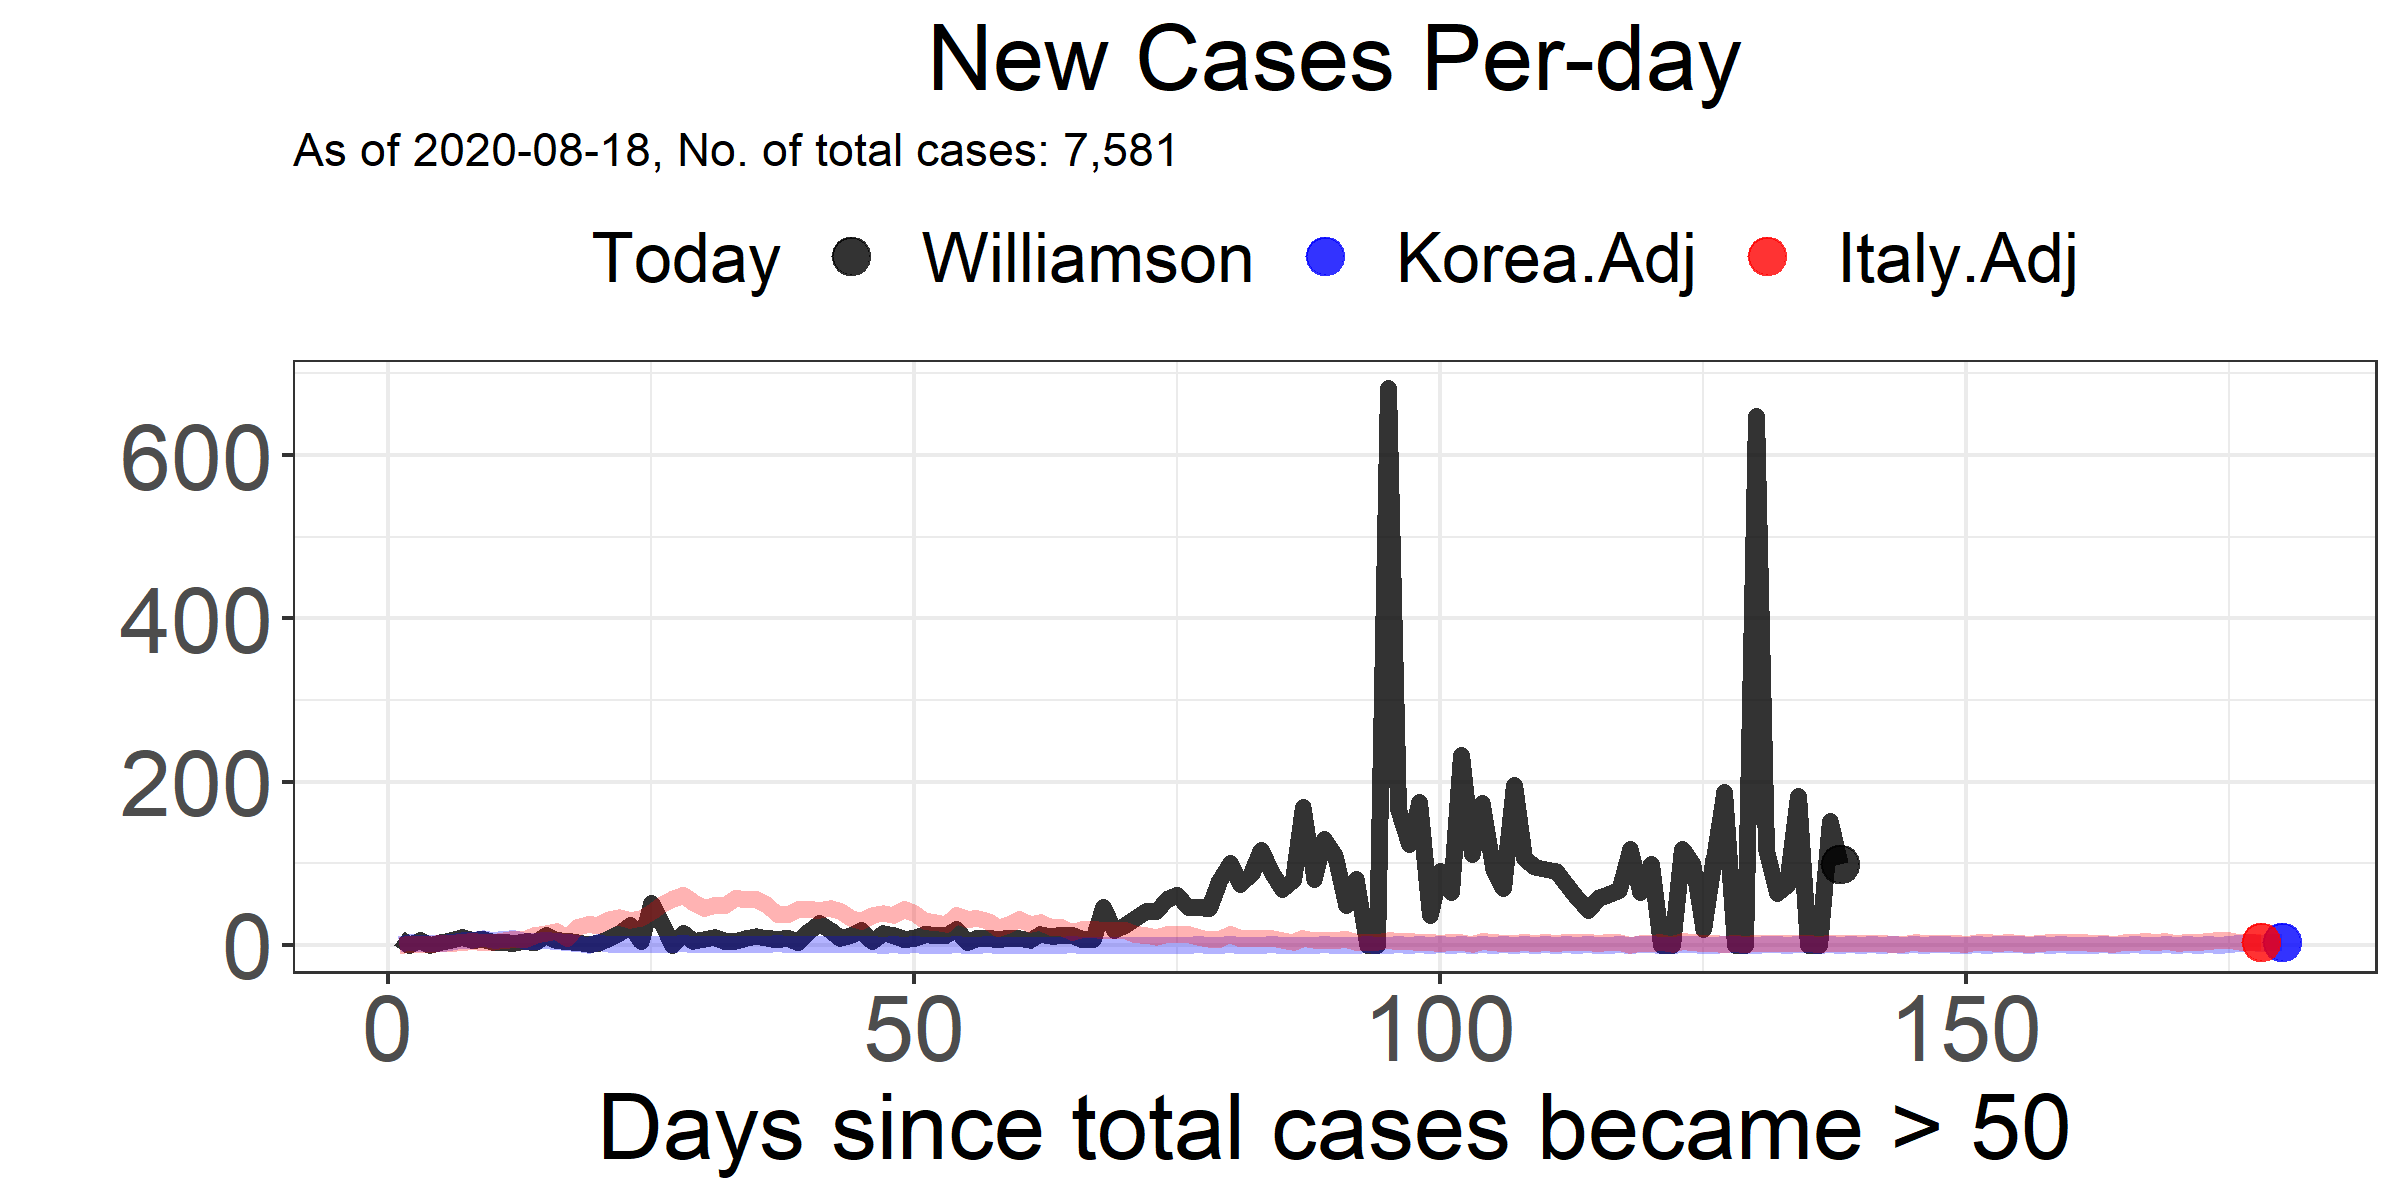 New Cases Per-day
As of 2020-08-18, No. of total cases: 7,581
Today Williamson Korea.Adj Italy.Adj
600
400
200
0
0 50 100 150
Days since total cases became > 50